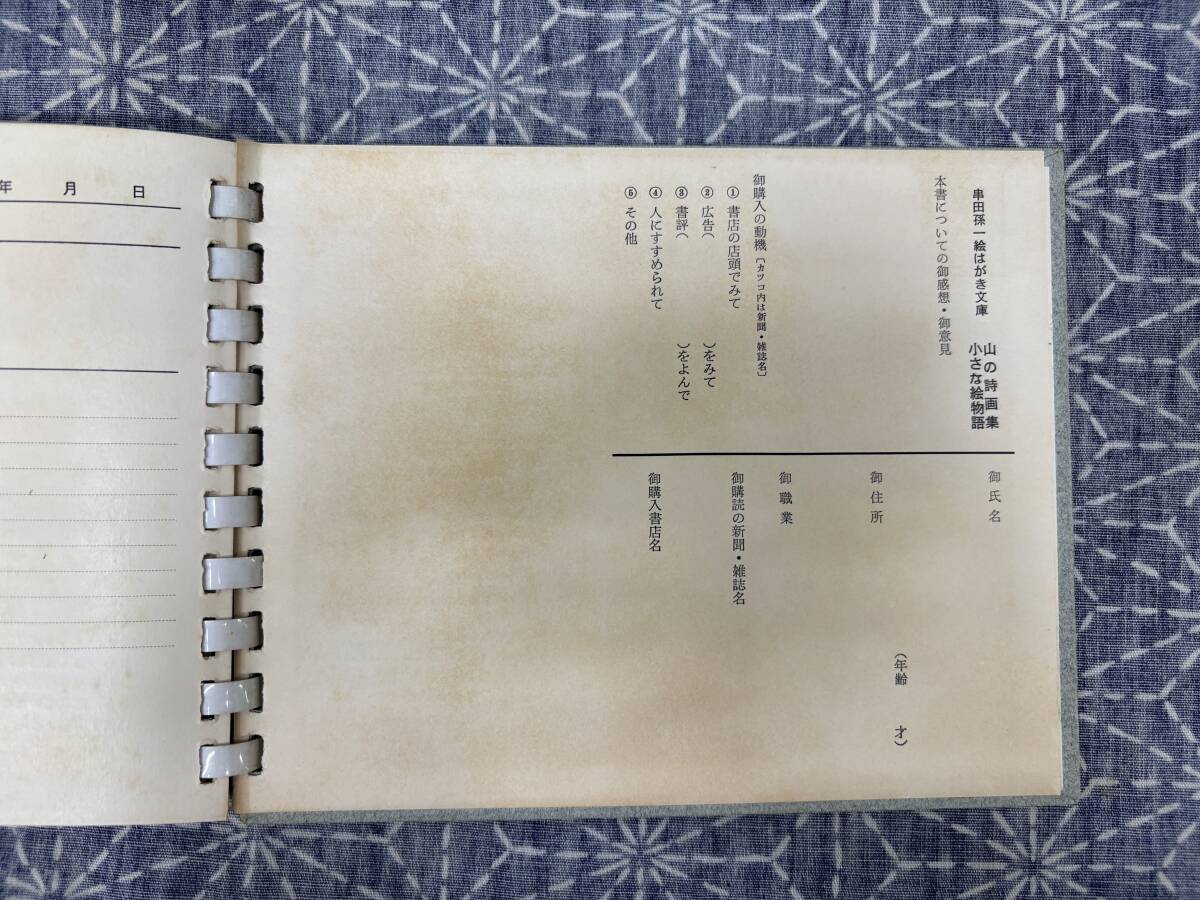 年　月　日
串田孫一絵はがき文庫
山の詩画集
小さな絵物語
本書についての御感想・御意見
御購入の動機〔カツコ内は新聞・雑誌名〕
① 書店の店頭でみて
② 広告（　　　）をみて
③ 書評（　　　）をよんで
④ 人にすすめられて
⑤ その他
御氏名
（年齢　　才）
御住所
御職業
御購読の新聞・雑誌名
御購入書店名